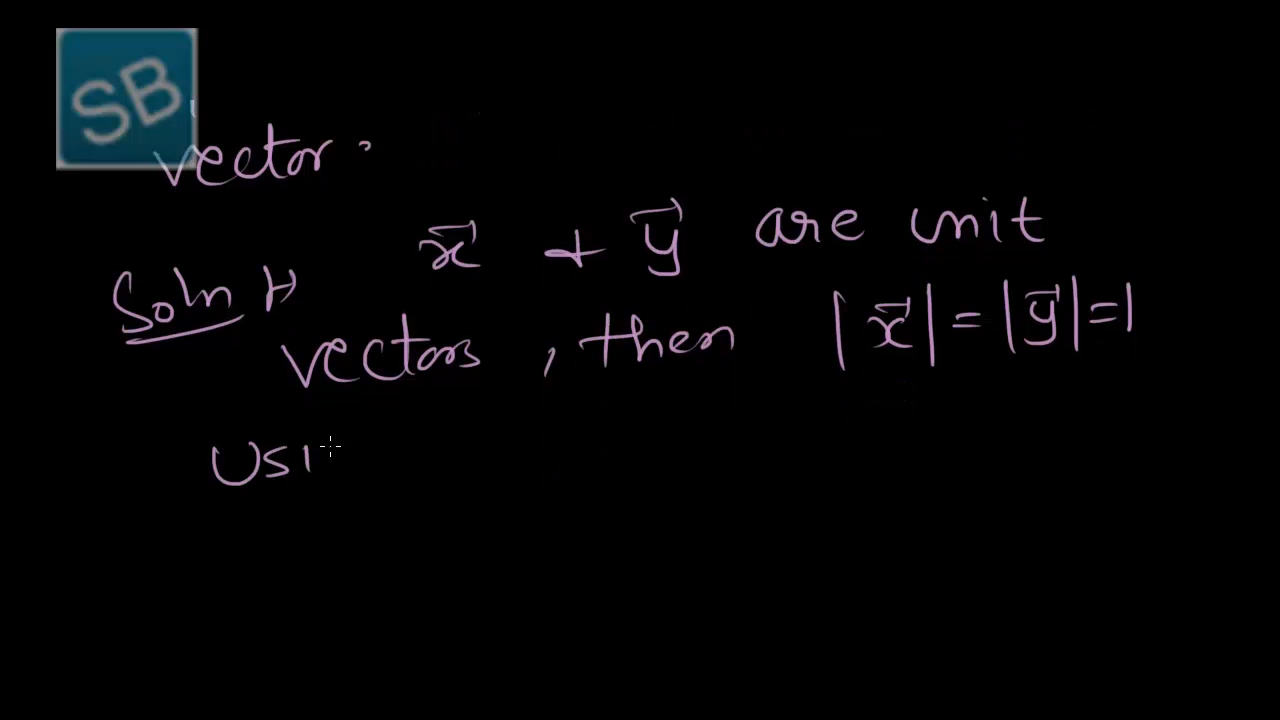 SB
vector.
Soln :- x⃗ & y⃗ are unit
vectors, then |x⃗| = |y⃗| = 1
Usi